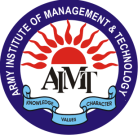 ARMY INSTITUTE OF MANAGEMENT & TECHNOLOGY
AIMT
KNOWLEDGE CHARACTER
VALUES